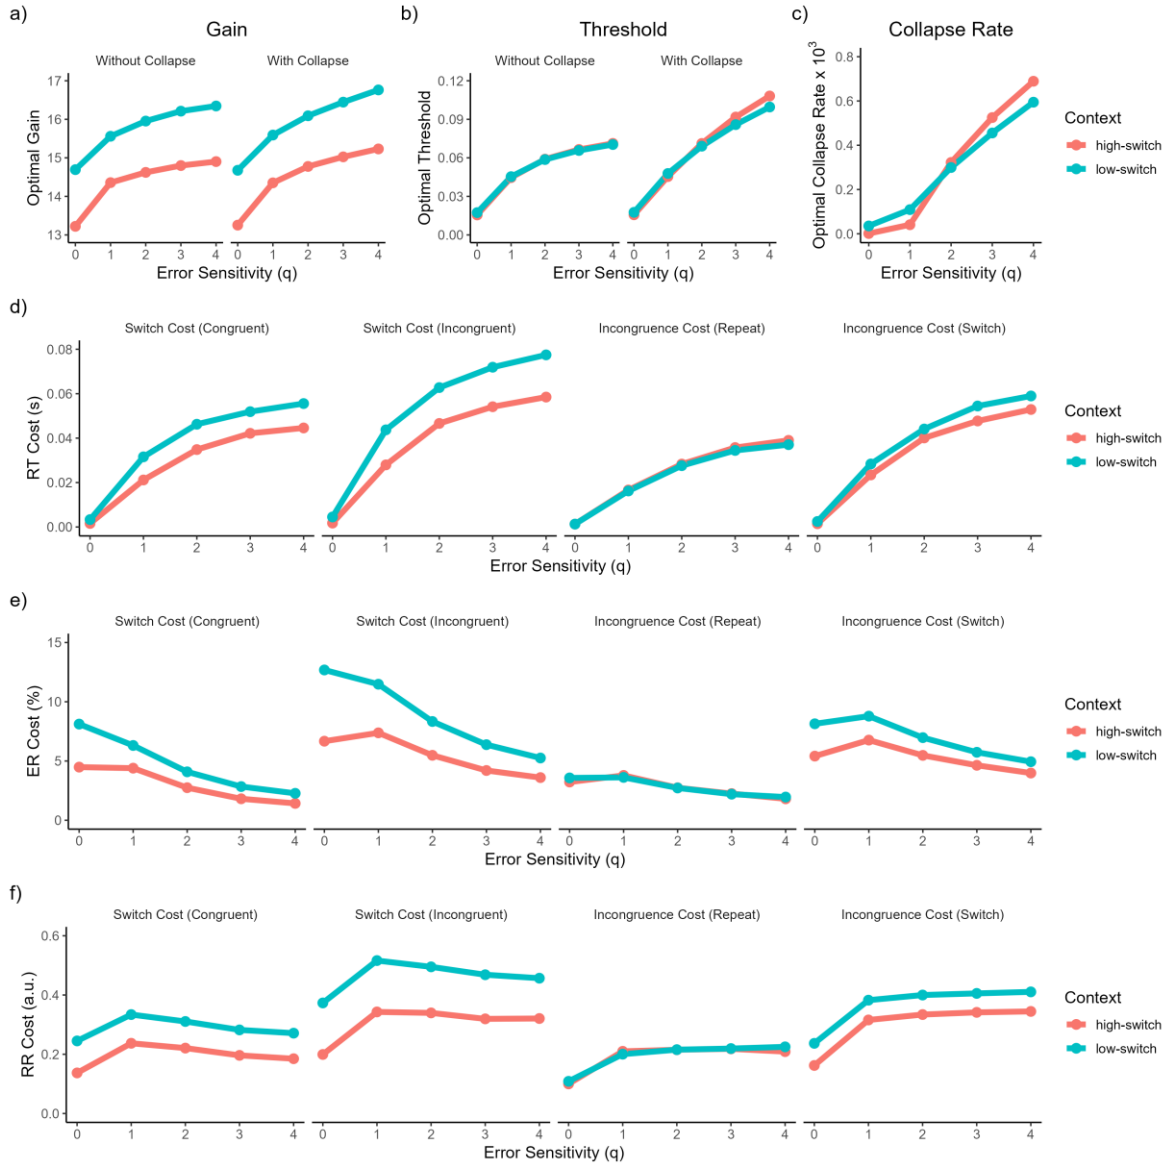 a)
Gain
Without Collapse
With Collapse
Optimal Gain
17
16
15
14
13
0 1 2 3 4
0 1 2 3 4
Error Sensitivity (q)
b)
Threshold
Without Collapse
With Collapse
Optimal Threshold
0.12
0.09
0.06
0.03
0.00
0 1 2 3 4
0 1 2 3 4
Error Sensitivity (q)
c)
Collapse Rate
Optimal Collapse Rate x 10³
0.8
0.6
0.4
0.2
0.0
0 1 2 3 4
Error Sensitivity (q)
Context
high-switch
low-switch
d)
Switch Cost (Congruent)
Switch Cost (Incongruent)
Incongruence Cost (Repeat)
Incongruence Cost (Switch)
RT Cost (s)
0.08
0.06
0.04
0.02
0.00
0 1 2 3 4
0 1 2 3 4
0 1 2 3 4
0 1 2 3 4
Error Sensitivity (q)
Context
high-switch
low-switch
e)
Switch Cost (Congruent)
Switch Cost (Incongruent)
Incongruence Cost (Repeat)
Incongruence Cost (Switch)
ER Cost (%)
15
10
5
0
0 1 2 3 4
0 1 2 3 4
0 1 2 3 4
0 1 2 3 4
Error Sensitivity (q)
Context
high-switch
low-switch
f)
Switch Cost (Congruent)
Switch Cost (Incongruent)
Incongruence Cost (Repeat)
Incongruence Cost (Switch)
RR Cost (a.u.)
0.6
0.4
0.2
0.0
0 1 2 3 4
0 1 2 3 4
0 1 2 3 4
0 1 2 3 4
Error Sensitivity (q)
Context
high-switch
low-switch